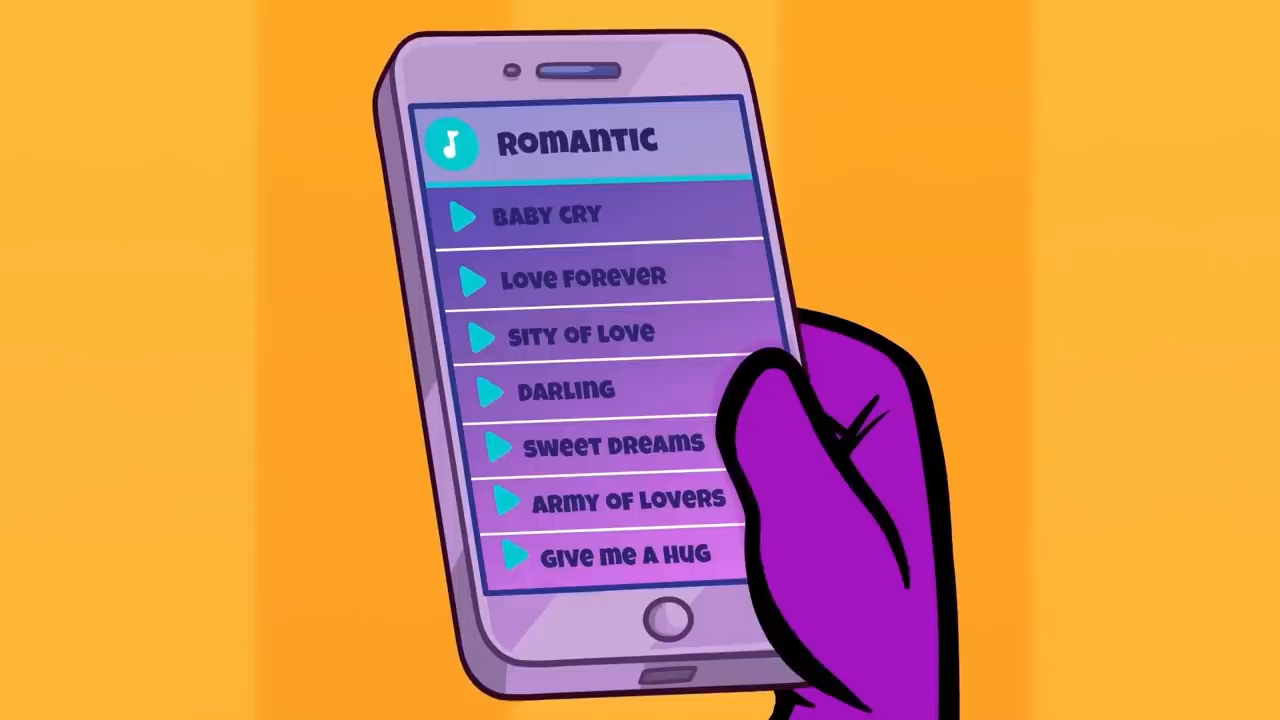 ROMANTIC
BABY CRY
LOVE FOREVER
SITY OF LOVE
DARLING
SWEET DREAMS
ARMY OF LOVERS
GIVE ME A HUG